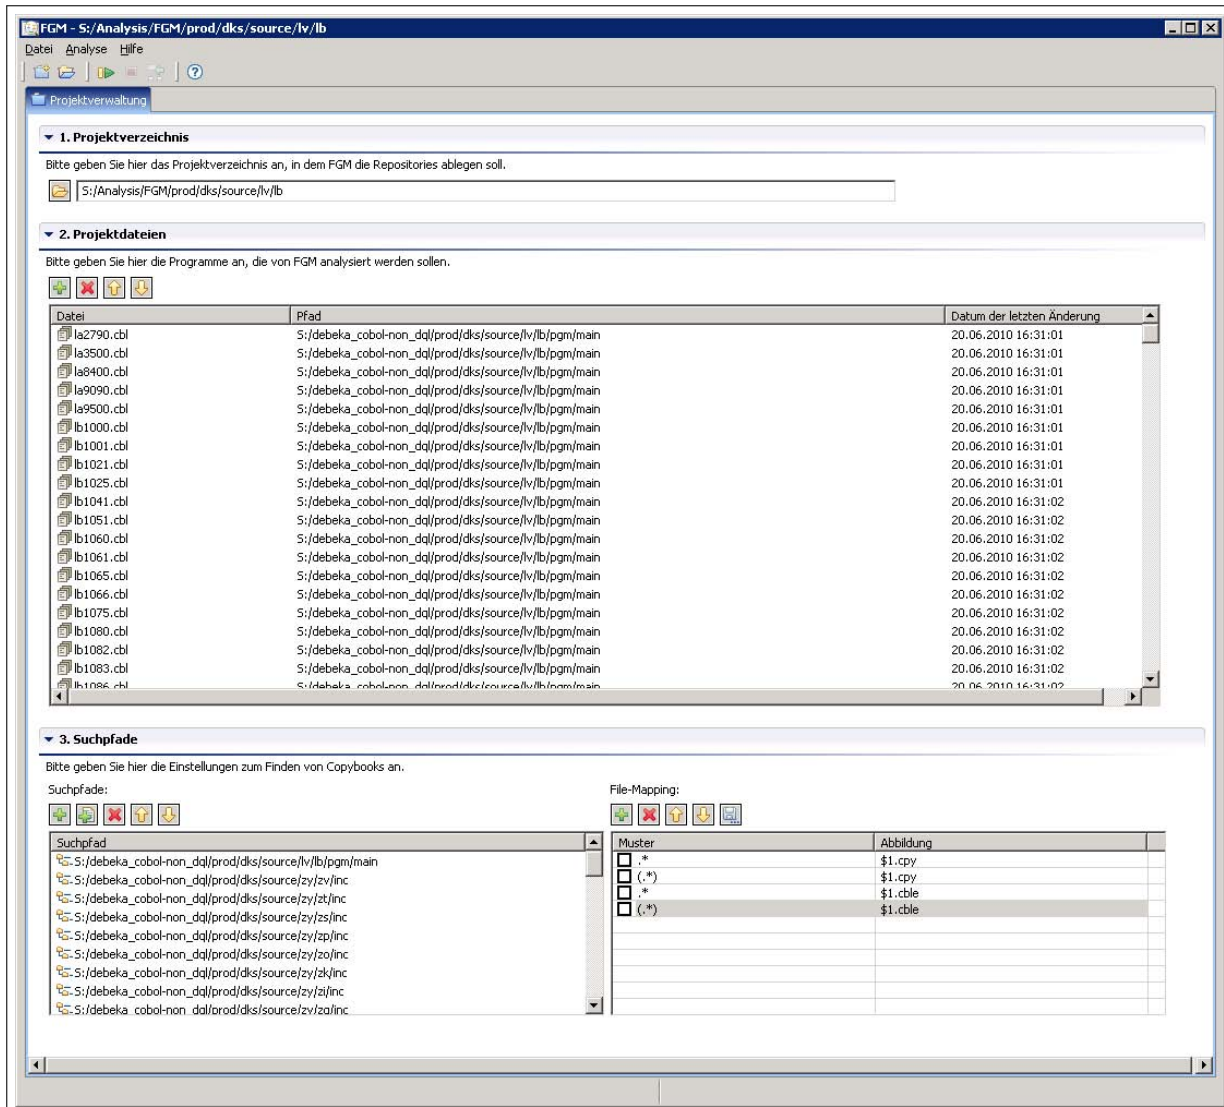 FGM - S:/Analysis/FGM/prod/dks/source/lv/lb
Datei Analyse Hilfe
Projektverwaltung
1. Projektverzeichnis
Bitte geben Sie hier das Projektverzeichnis an, in dem FGM die Repositories ablegen soll.
S:/Analysis/FGM/prod/dks/source/lv/lb
2. Projektdateien
Bitte geben Sie hier die Programme an, die von FGM analysiert werden sollen.
Datei Pfad Datum der letzten Änderung
la2790.cbl S:/debeka_cobol-non_dql/prod/dks/source/lv/lb/pgm/main 20.06.2010 16:31:01
la3500.cbl S:/debeka_cobol-non_dql/prod/dks/source/lv/lb/pgm/main 20.06.2010 16:31:01
la8400.cbl S:/debeka_cobol-non_dql/prod/dks/source/lv/lb/pgm/main 20.06.2010 16:31:01
la9090.cbl S:/debeka_cobol-non_dql/prod/dks/source/lv/lb/pgm/main 20.06.2010 16:31:01
la9500.cbl S:/debeka_cobol-non_dql/prod/dks/source/lv/lb/pgm/main 20.06.2010 16:31:01
lb1000.cbl S:/debeka_cobol-non_dql/prod/dks/source/lv/lb/pgm/main 20.06.2010 16:31:01
lb1001.cbl S:/debeka_cobol-non_dql/prod/dks/source/lv/lb/pgm/main 20.06.2010 16:31:01
lb1021.cbl S:/debeka_cobol-non_dql/prod/dks/source/lv/lb/pgm/main 20.06.2010 16:31:01
lb1025.cbl S:/debeka_cobol-non_dql/prod/dks/source/lv/lb/pgm/main 20.06.2010 16:31:01
lb1041.cbl S:/debeka_cobol-non_dql/prod/dks/source/lv/lb/pgm/main 20.06.2010 16:31:02
lb1051.cbl S:/debeka_cobol-non_dql/prod/dks/source/lv/lb/pgm/main 20.06.2010 16:31:02
lb1060.cbl S:/debeka_cobol-non_dql/prod/dks/source/lv/lb/pgm/main 20.06.2010 16:31:02
lb1061.cbl S:/debeka_cobol-non_dql/prod/dks/source/lv/lb/pgm/main 20.06.2010 16:31:02
lb1065.cbl S:/debeka_cobol-non_dql/prod/dks/source/lv/lb/pgm/main 20.06.2010 16:31:02
lb1066.cbl S:/debeka_cobol-non_dql/prod/dks/source/lv/lb/pgm/main 20.06.2010 16:31:02
lb1075.cbl S:/debeka_cobol-non_dql/prod/dks/source/lv/lb/pgm/main 20.06.2010 16:31:02
lb1080.cbl S:/debeka_cobol-non_dql/prod/dks/source/lv/lb/pgm/main 20.06.2010 16:31:02
lb1082.cbl S:/debeka_cobol-non_dql/prod/dks/source/lv/lb/pgm/main 20.06.2010 16:31:02
lb1083.cbl S:/debeka_cobol-non_dql/prod/dks/source/lv/lb/pgm/main 20.06.2010 16:31:02
lb1086.cbl S:/debeka_cobol-non_dql/prod/dks/source/lv/lb/pgm/main 20.06.2010 16:31:02
3. Suchpfade
Bitte geben Sie hier die Einstellungen zum Finden von Copybooks an.
Suchpfade:
Suchpfad
S:/debeka_cobol-non_dql/prod/dks/source/lv/lb/pgm/main
S:/debeka_cobol-non_dql/prod/dks/source/zy/zv/inc
S:/debeka_cobol-non_dql/prod/dks/source/zy/zt/inc
S:/debeka_cobol-non_dql/prod/dks/source/zy/zs/inc
S:/debeka_cobol-non_dql/prod/dks/source/zy/zp/inc
S:/debeka_cobol-non_dql/prod/dks/source/zy/zo/inc
S:/debeka_cobol-non_dql/prod/dks/source/zy/zk/inc
S:/debeka_cobol-non_dql/prod/dks/source/zy/zi/inc
File-Mapping:
Muster Abbildung
.* $1.cpy
(.*) $1.cpy
.* $1.cble
(.*) $1.cble